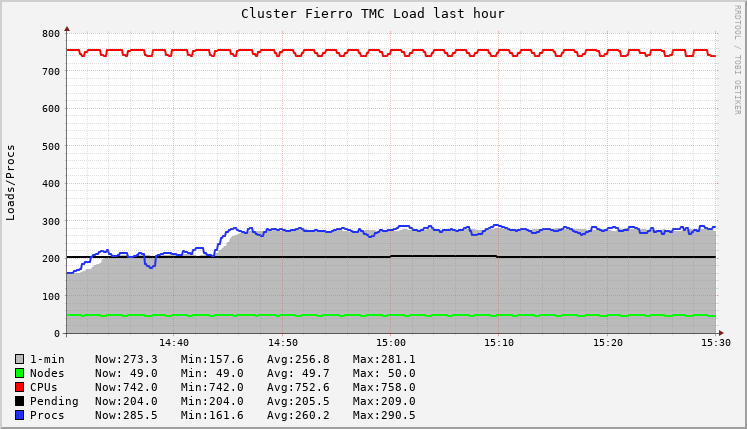 Cluster Fierro TMC Load last hour
RRDTOOL / TOBI OETIKER
Loads/Procs
800
700
600
500
400
300
200
100
0
14:40 14:50 15:00 15:10 15:20 15:30
1-min Now:273.3 Min:157.6 Avg:256.8 Max:281.1
Nodes Now: 49.0 Min: 49.0 Avg: 49.7 Max: 50.0
CPUs Now:742.0 Min:742.0 Avg:752.6 Max:758.0
Pending Now:204.0 Min:204.0 Avg:205.5 Max:209.0
Procs Now:285.5 Min:161.6 Avg:260.2 Max:290.5